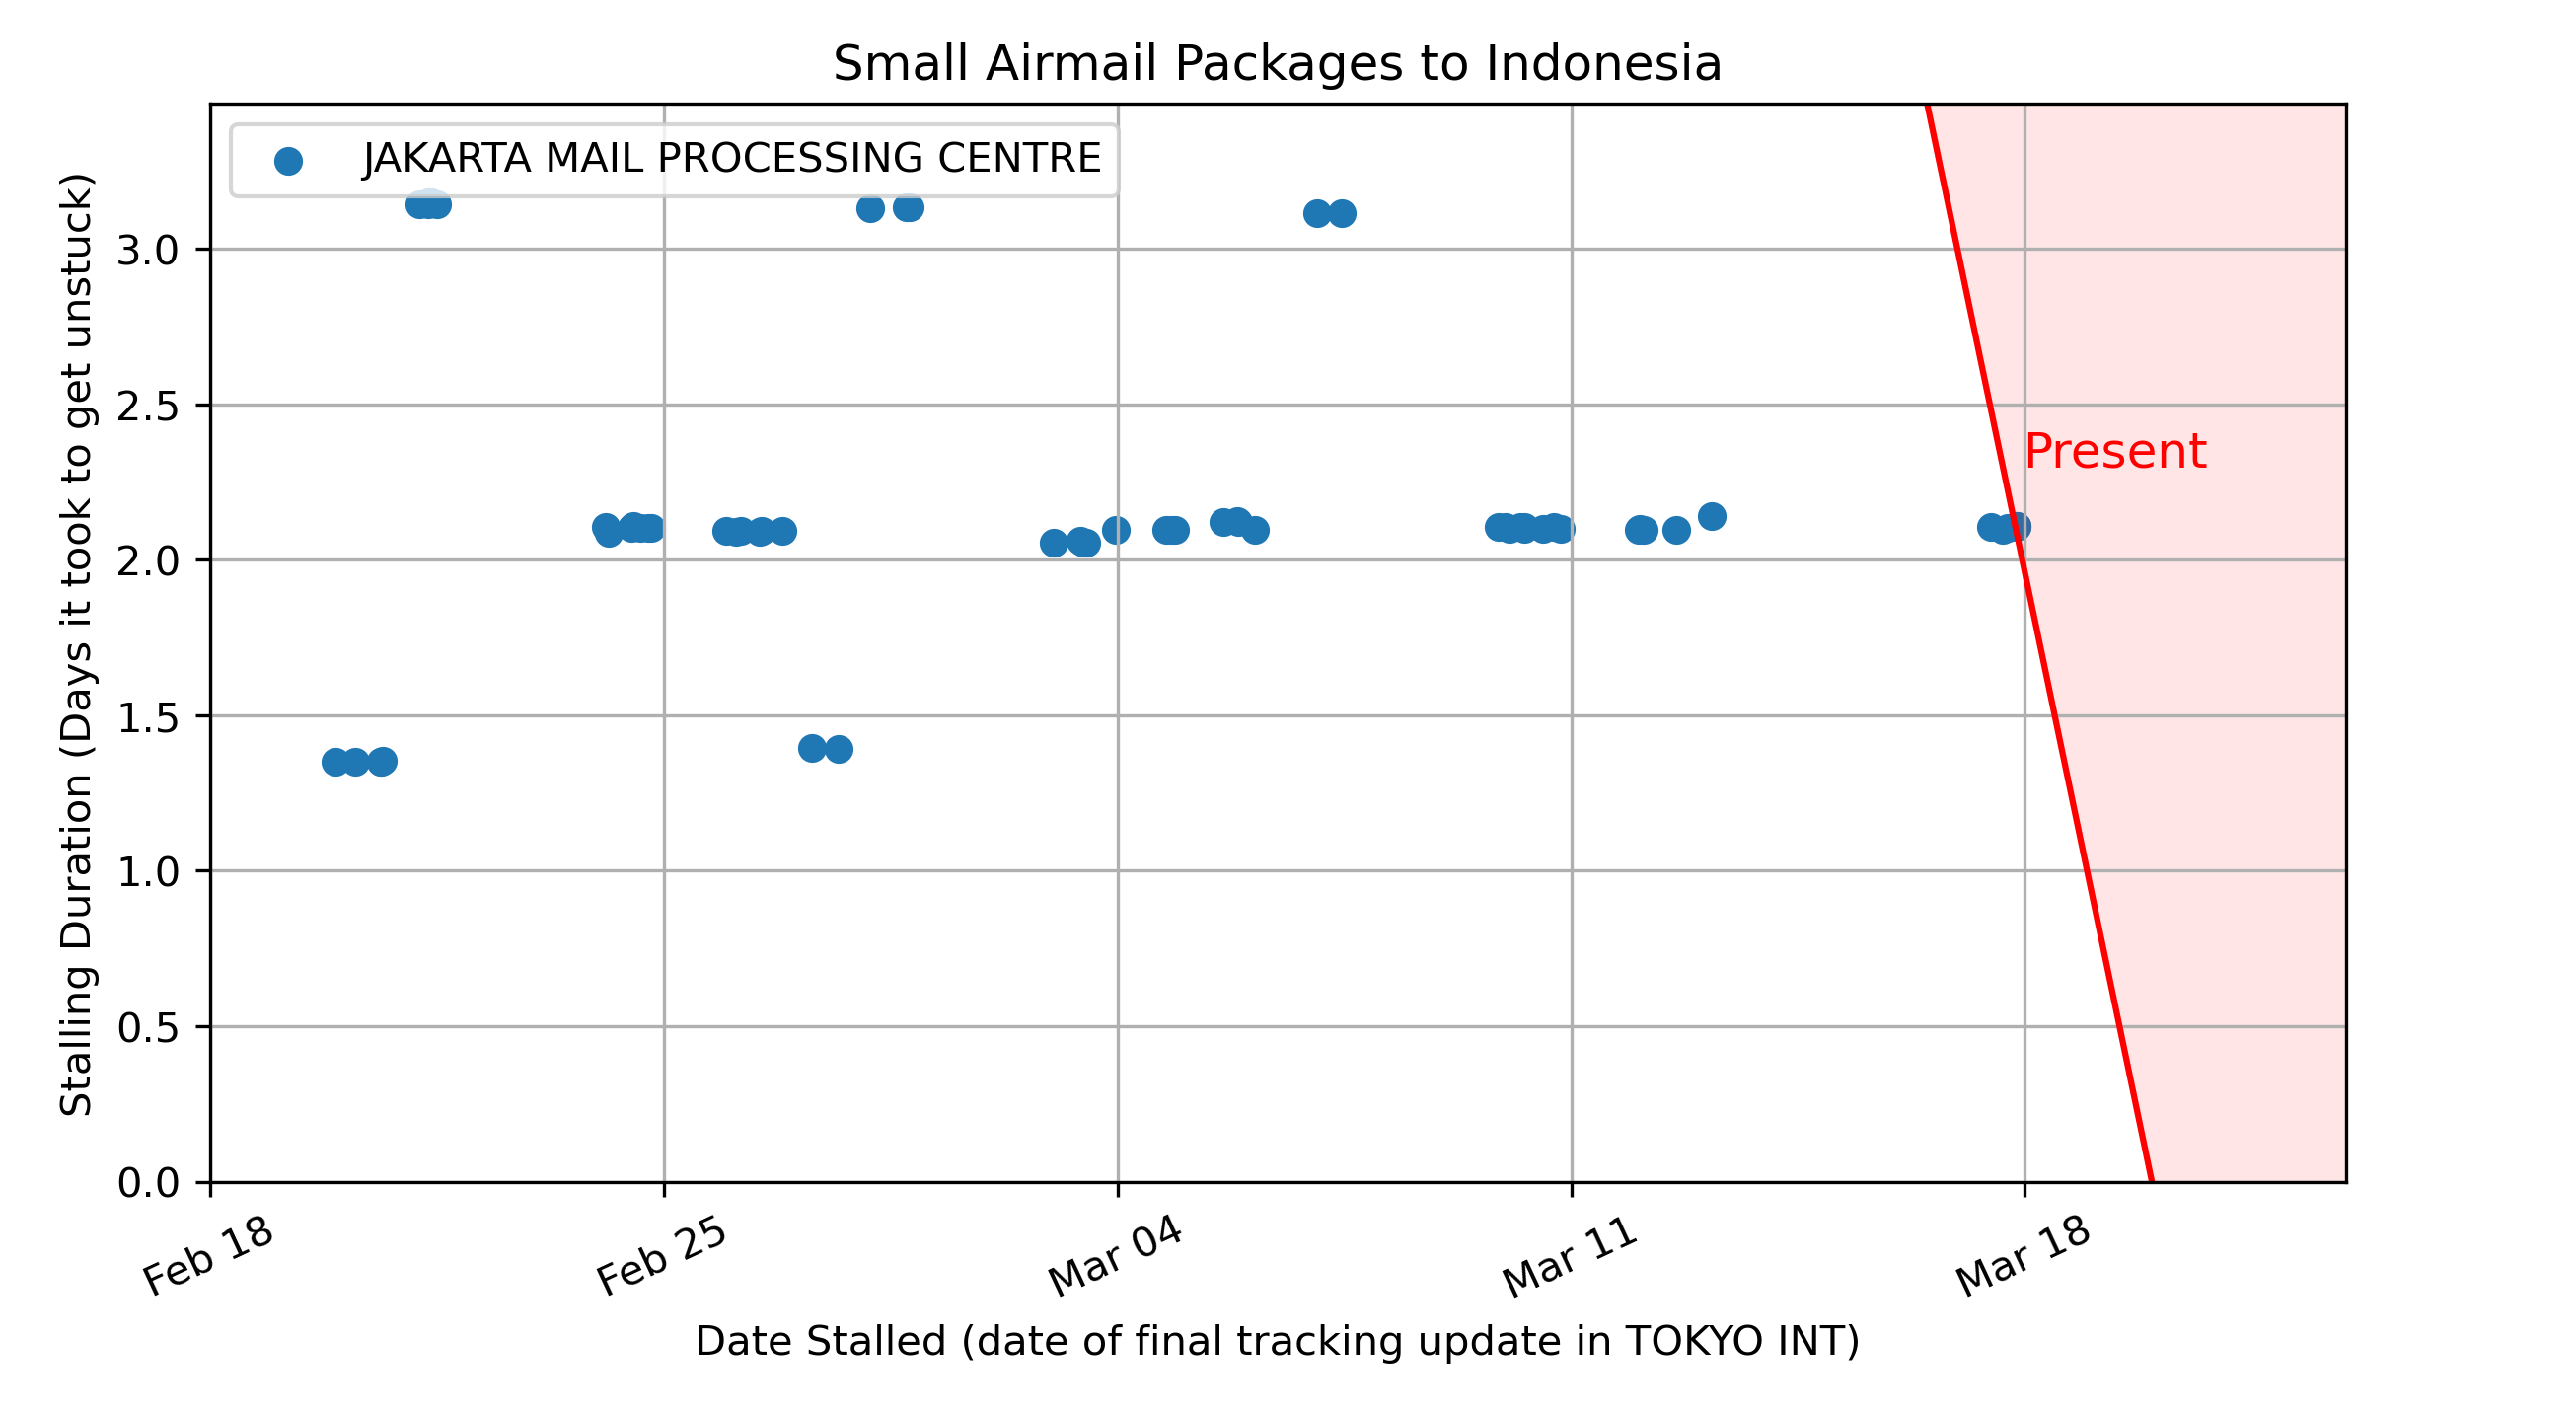 Small Airmail Packages to Indonesia
JAKARTA MAIL PROCESSING CENTRE
Stalling Duration (Days it took to get unstuck)
3.0
2.5
2.0
1.5
1.0
0.5
0.0
Present
Feb 18
Feb 25
Mar 04
Mar 11
Mar 18
Date Stalled (date of final tracking update in TOKYO INT)